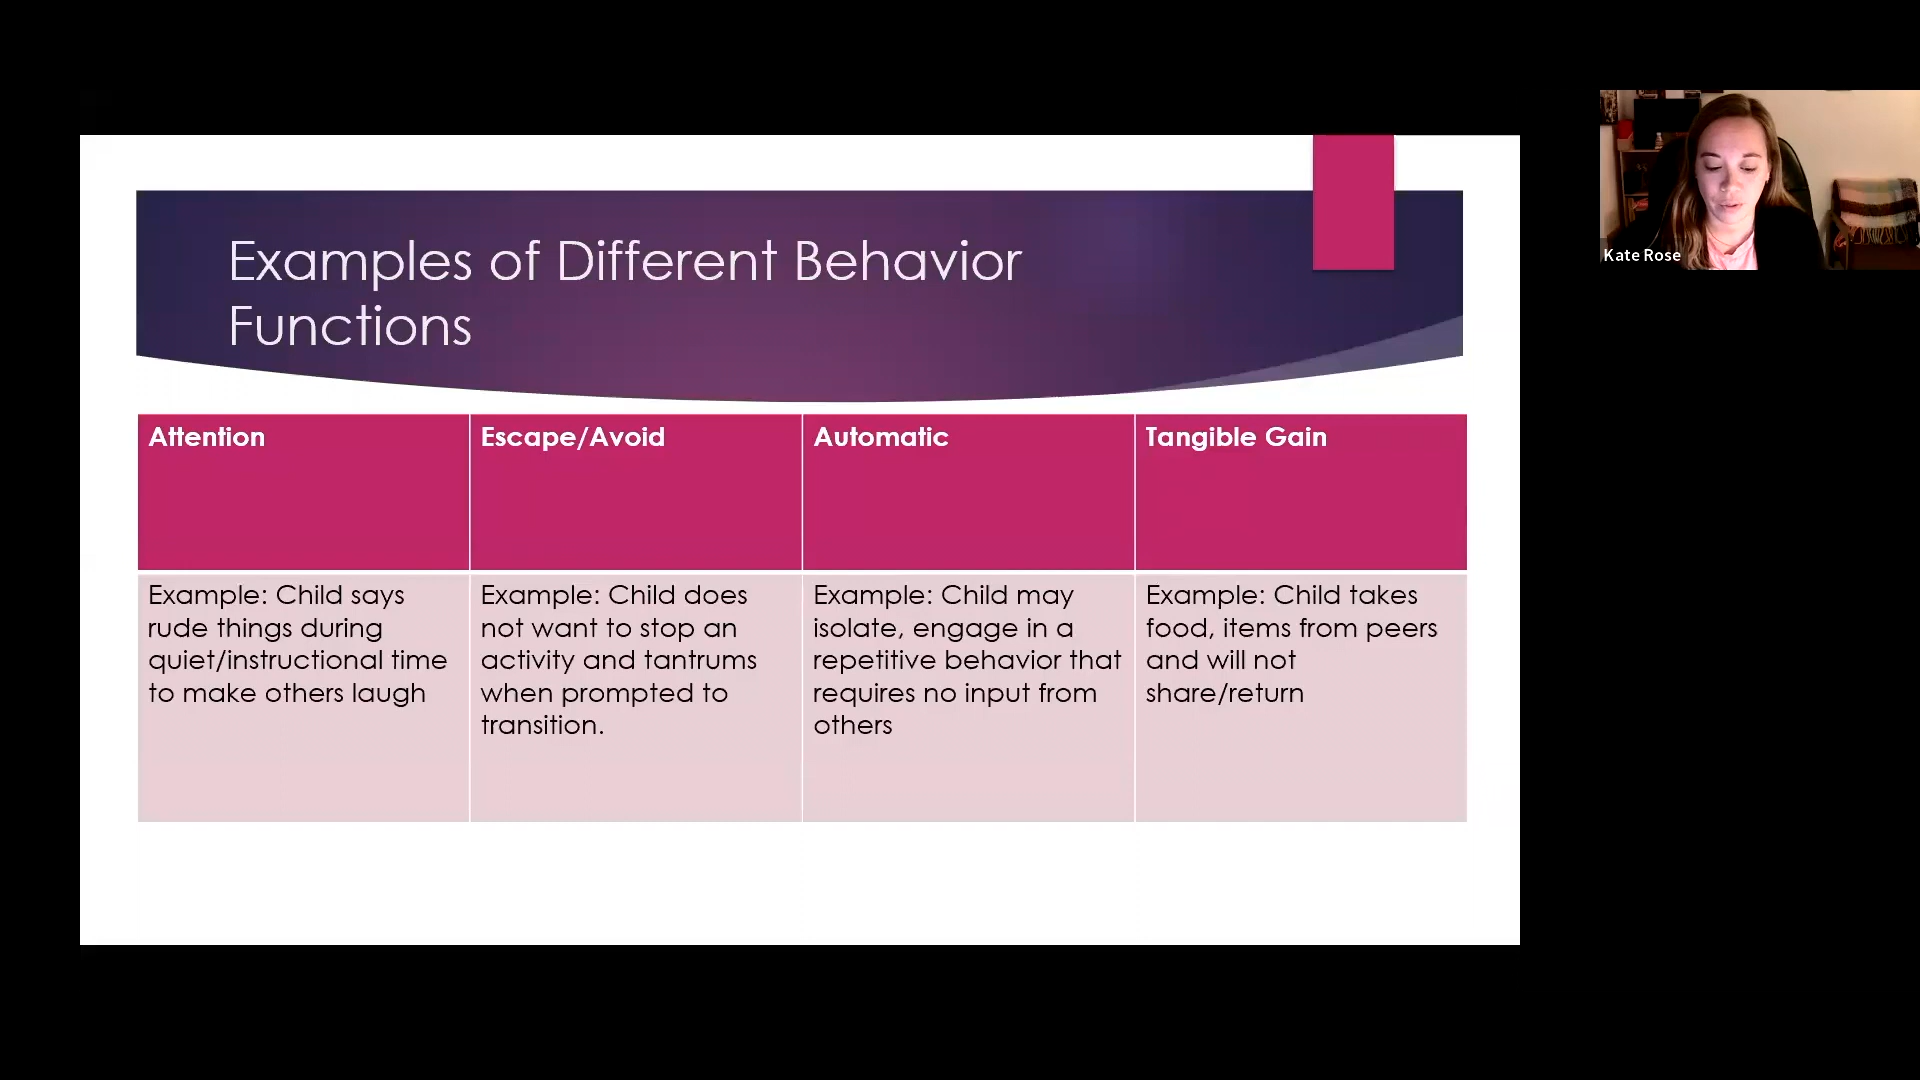 Examples of Different Behavior
Functions
Attention
Escape/Avoid
Automatic
Tangible Gain
Example: Child says
rude things during
quiet/instructional time
to make others laugh
Example: Child does
not want to stop an
activity and tantrums
when prompted to
transition.
Example: Child may
isolate, engage in a
repetitive behavior that
requires no input from
others
Example: Child takes
food, items from peers
and will not
share/return
Kate Rose